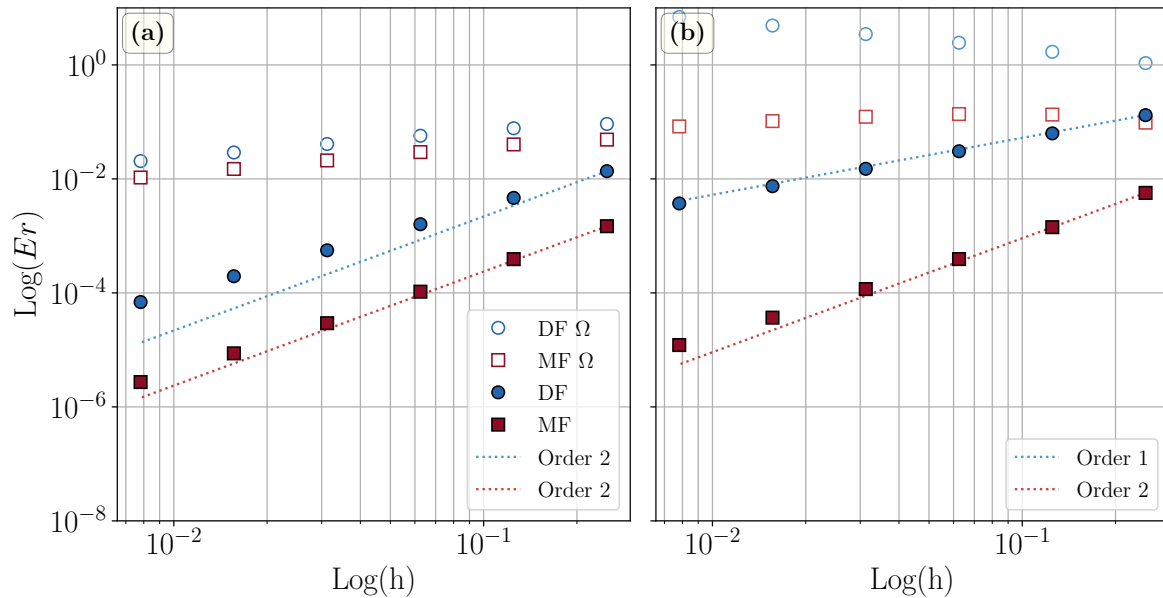 (a)
(b)
Log(Er)
10^0
10^-2
10^-4
10^-6
10^-8
DF Ω
MF Ω
DF
MF
Order 2
Order 2
Order 1
Order 2
10^-2
10^-1
10^-2
10^-1
Log(h)
Log(h)